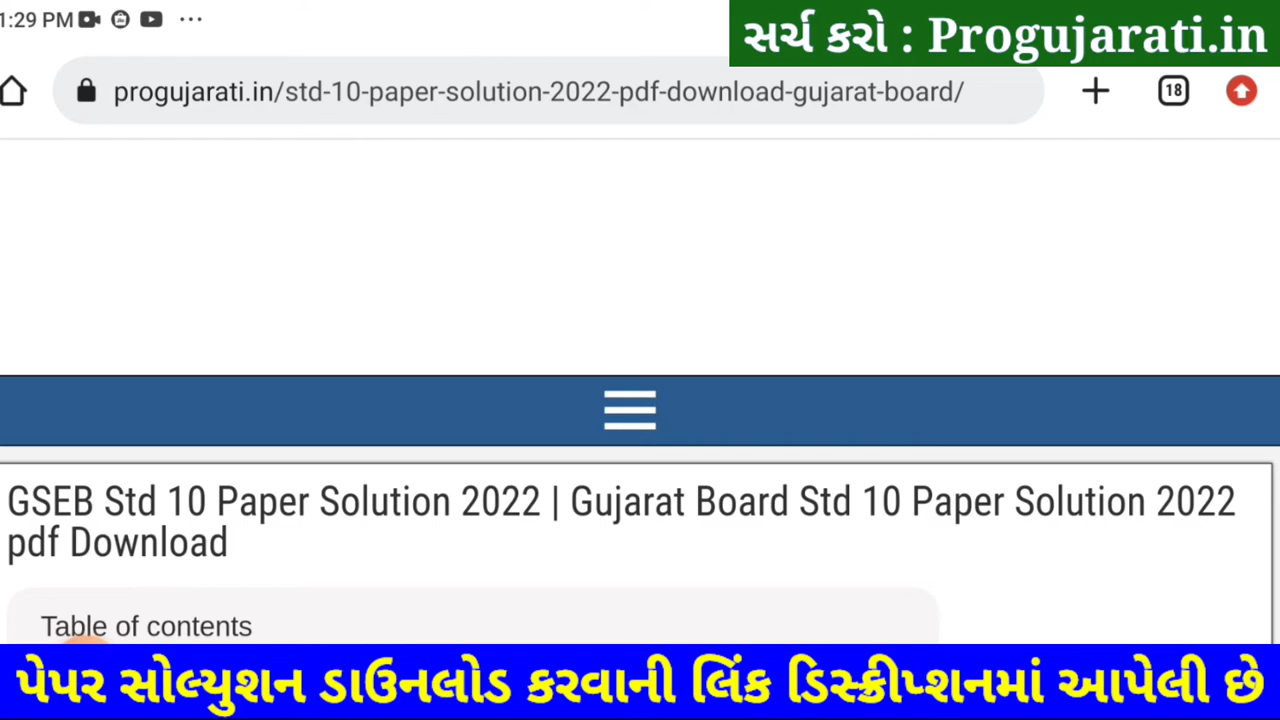 1:29 PM
સર્ચ કરો : Progujarati.in
progujarati.in/std-10-paper-solution-2022-pdf-download-gujarat-board/
18
GSEB Std 10 Paper Solution 2022 | Gujarat Board Std 10 Paper Solution 2022
pdf Download
Table of contents
પેપર સોલ્યુશન ડાઉનલોડ કરવાની લિંક ડિસ્ક્રીપ્શનમાં આપેલી છે